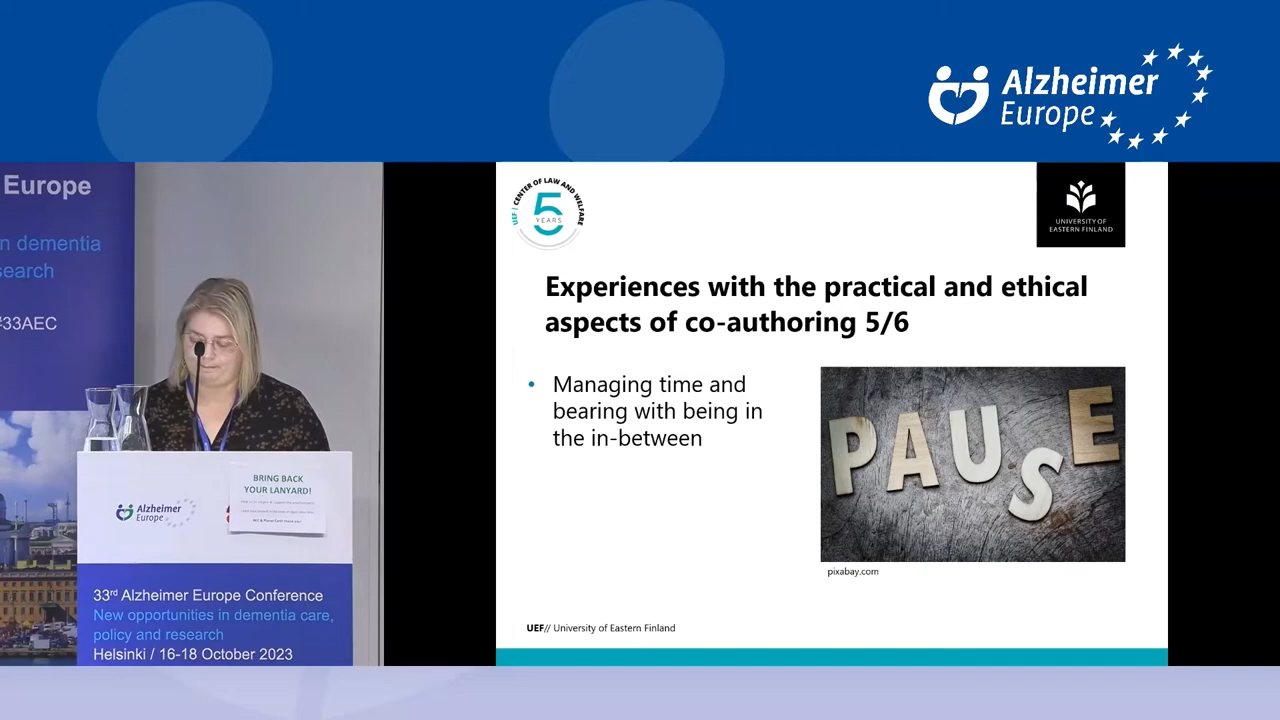 Alzheimer
Europe
Europe
n dementia
search
#33AEC
UEF | CENTER OF LAW AND WELFARE
5
YEARS
UNIVERSITY OF
EASTERN FINLAND
Experiences with the practical and ethical
aspects of co-authoring 5/6
• Managing time and
bearing with being in
the in-between
PAUSE
pixabay.com
UEF// University of Eastern Finland
BRING BACK
YOUR LANYARD!
Alzheimer
Europe
33rd Alzheimer Europe Conference
New opportunities in dementia care,
policy and research
Helsinki / 16-18 October 2023